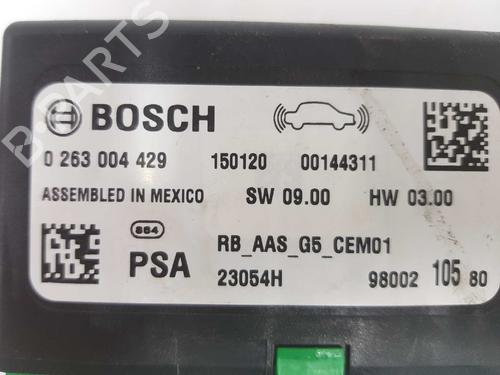 B-PARTS
BOSCH
0 263 004 429 150120 00144311
ASSEMBLED IN MEXICO SW 09.00 HW 03.00
864
PSA RB_AAS_G5_CEM01
23054H 98002 105 80